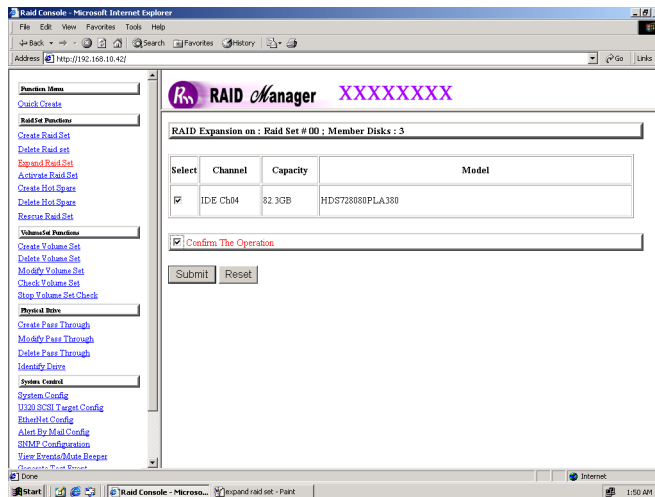 Raid Console - Microsoft Internet Explorer
File Edit View Favorites Tools Help
Back Search Favorites History
Address http://192.168.10.42/ Go Links
Function Menu
Quick Create
RaidSet Functions
Create Raid Set
Delete Raid set
Expand Raid Set
Activate Raid Set
Create Hot Spare
Delete Hot Spare
Rescue Raid Set
VolumeSet Functions
Create Volume Set
Delete Volume Set
Modify Volume Set
Check Volume Set
Stop Volume Set Check
Physical Drive
Create Pass Through
Modify Pass Through
Delete Pass Through
Identify Drive
System Control
System Config
U320 SCSI Target Config
EtherNet Config
Alert By Mail Config
SNMP Configuration
View Events/Mute Beeper
Generate Test Event
RAID Manager XXXXXXXX
RAID Expansion on : Raid Set # 00 ; Member Disks : 3
Select Channel Capacity Model
IDE Ch04 82.3GB HDS728080PLA380
Confirm The Operation
Submit Reset
Done Internet
Start Raid Console - Microso... expand raid set - Paint 1:50 AM